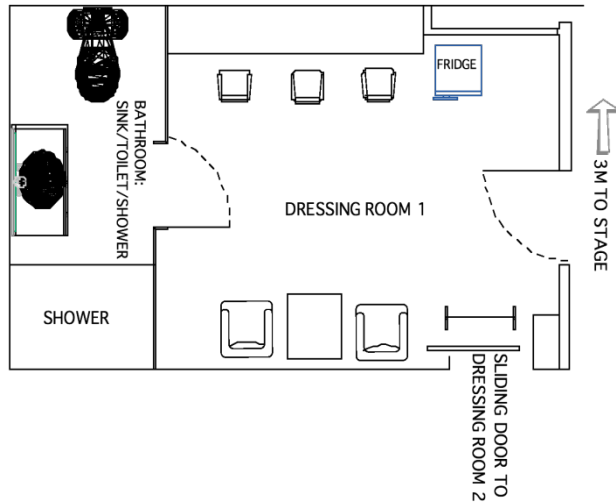 FRIDGE
BATHROOM:
SINK/TOILET/SHOWER
3M TO STAGE
DRESSING ROOM 1
SHOWER
SLIDING DOOR TO
DRESSING ROOM 2